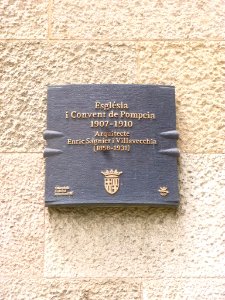 Església
i Convent de Pompeia
1907-1910
Arquitecte
Enric Sagnier i Villavecchia
(1858-1931)